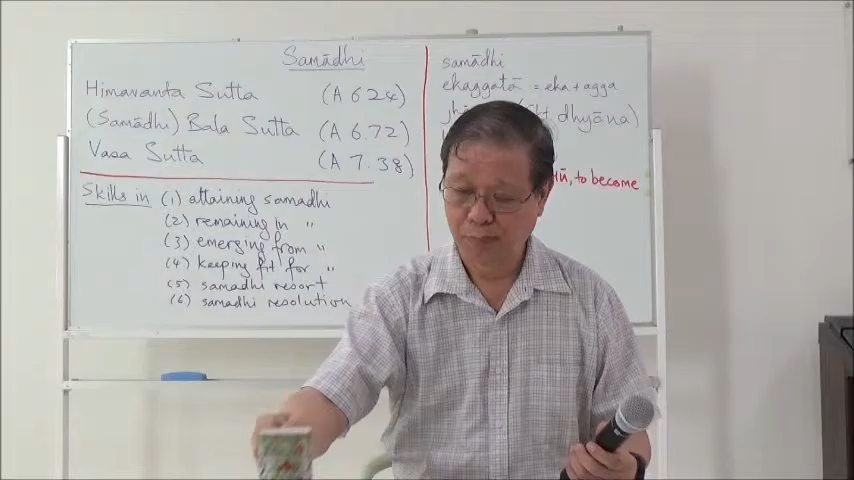 Samādhi
Himavanta Sutta (A 6.24)
(Samādhi) Bala Sutta (A 6.72)
Vasa Sutta (A 7.38)
Skills in (1) attaining samadhi
(2) remaining in "
(3) emerging from "
(4) keeping fit for "
(5) samadhi resort
(6) samadhi resolution
samādhi
ekaggatā = eka + agga
dhyāna)
to become